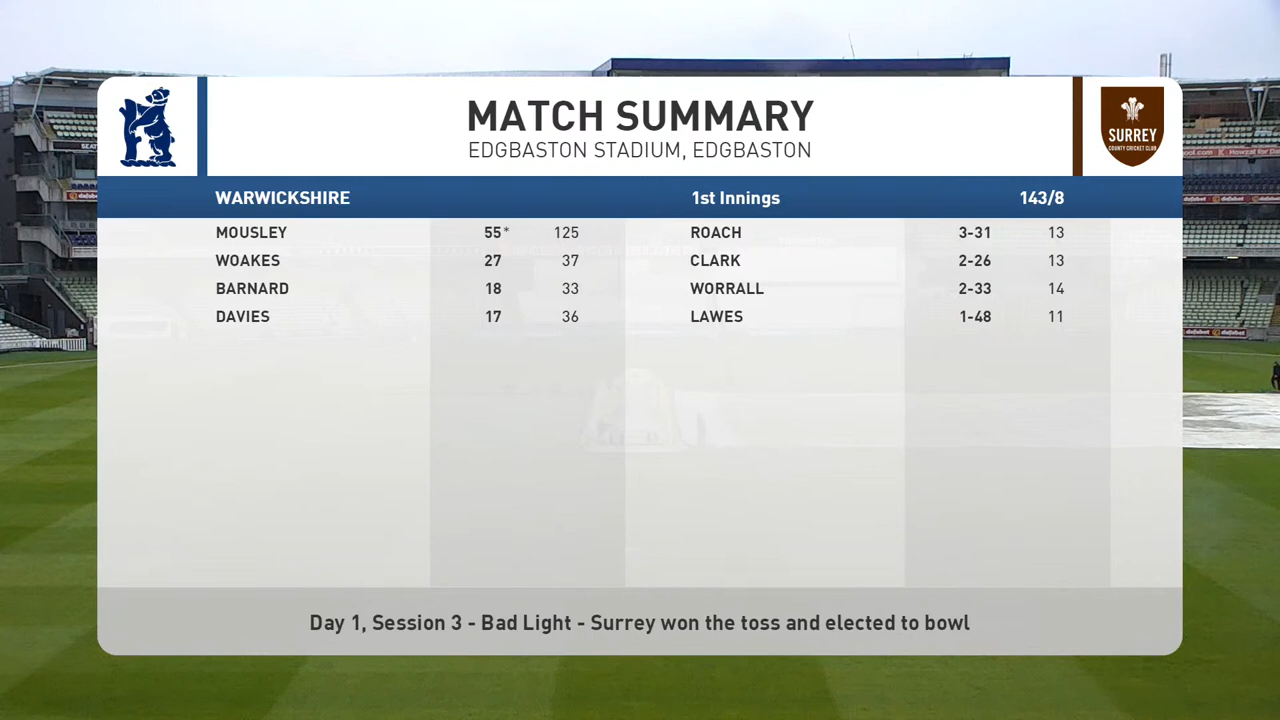 MATCH SUMMARY
EDGBASTON STADIUM, EDGBASTON
SURREY
COUNTY CRICKET CLUB
WARWICKSHIRE 1st Innings 143/8
MOUSLEY 55* 125 ROACH 3-31 13
WOAKES 27 37 CLARK 2-26 13
BARNARD 18 33 WORRALL 2-33 14
DAVIES 17 36 LAWES 1-48 11
Day 1, Session 3 - Bad Light - Surrey won the toss and elected to bowl